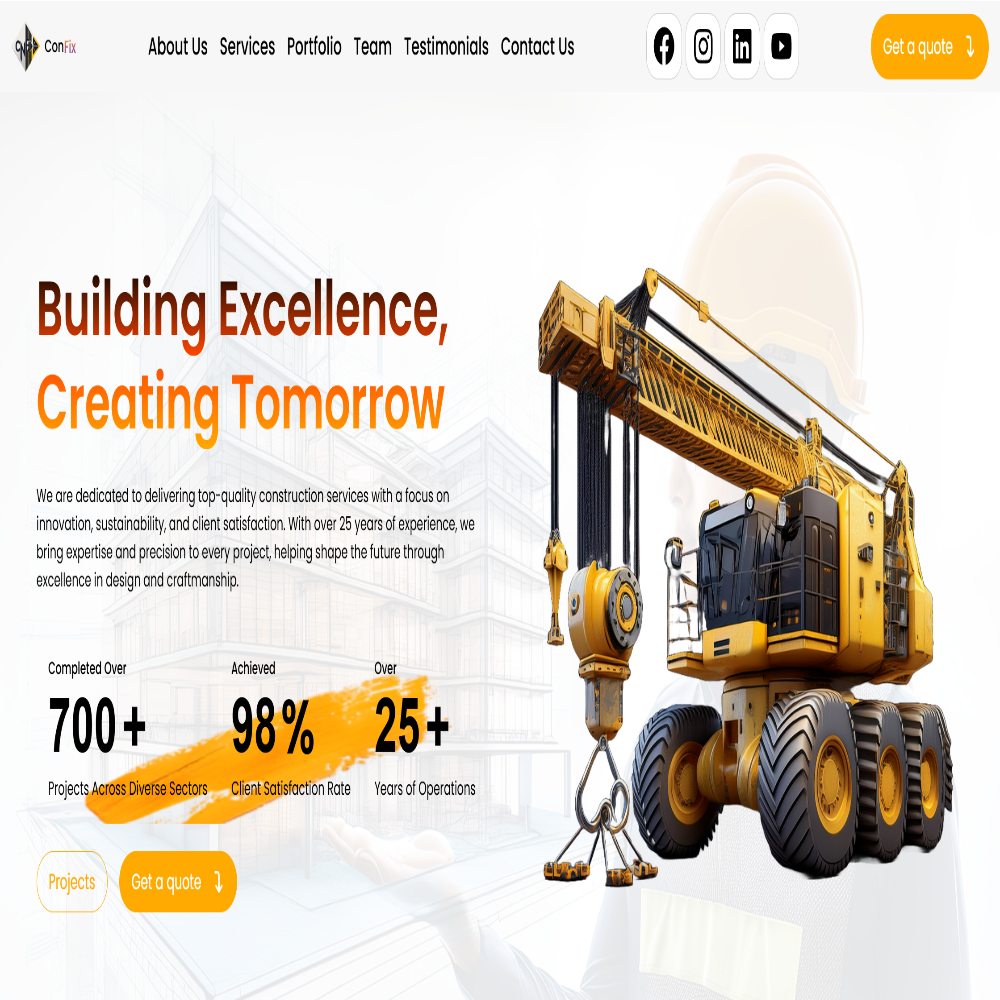 ConFix
About Us Services Portfolio Team Testimonials Contact Us
Get a quote
Building Excellence,
Creating Tomorrow
We are dedicated to delivering top-quality construction services with a focus on
innovation, sustainability, and client satisfaction. With over 25 years of experience, we
bring expertise and precision to every project, helping shape the future through
excellence in design and craftmanship.
Completed Over
700+
Projects Across Diverse Sectors
Achieved
98%
Client Satisfaction Rate
Over
25+
Years of Operations
Projects
Get a quote